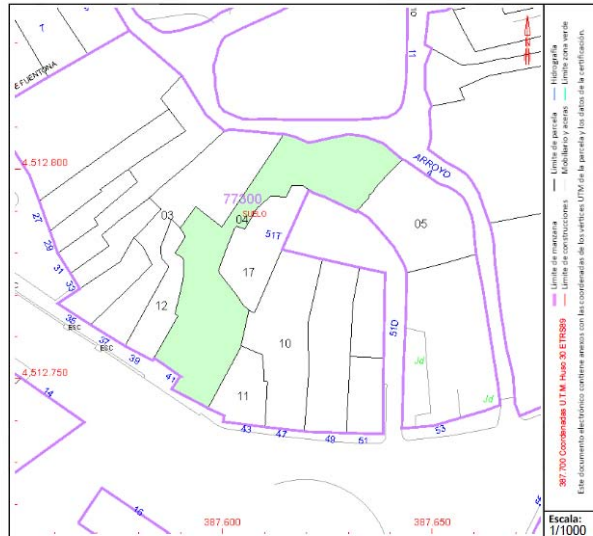 7
9
10
11
E FUENTONA
4.512.800
ARROYO
77300
03
04
SUELO
51T
05
27
29
31
33
17
12
51D
35
ESC
37
ESC
39
10
Jd
4.512.750
41
14
11
Jd
43
47
49
51
53
16
387.600
387.650
Límite de manzana
Límite de parcela
Hidrografía
Límite de construcciones
Mobiliario y aceras
Límite zona verde
387.700 Coordenadas U.T.M. Huso 30 ETRS89
Este documento electrónico contiene anexos con las coordenadas de los vértices UTM de la parcela y los datos de la certificación.
Escala:
1/1000